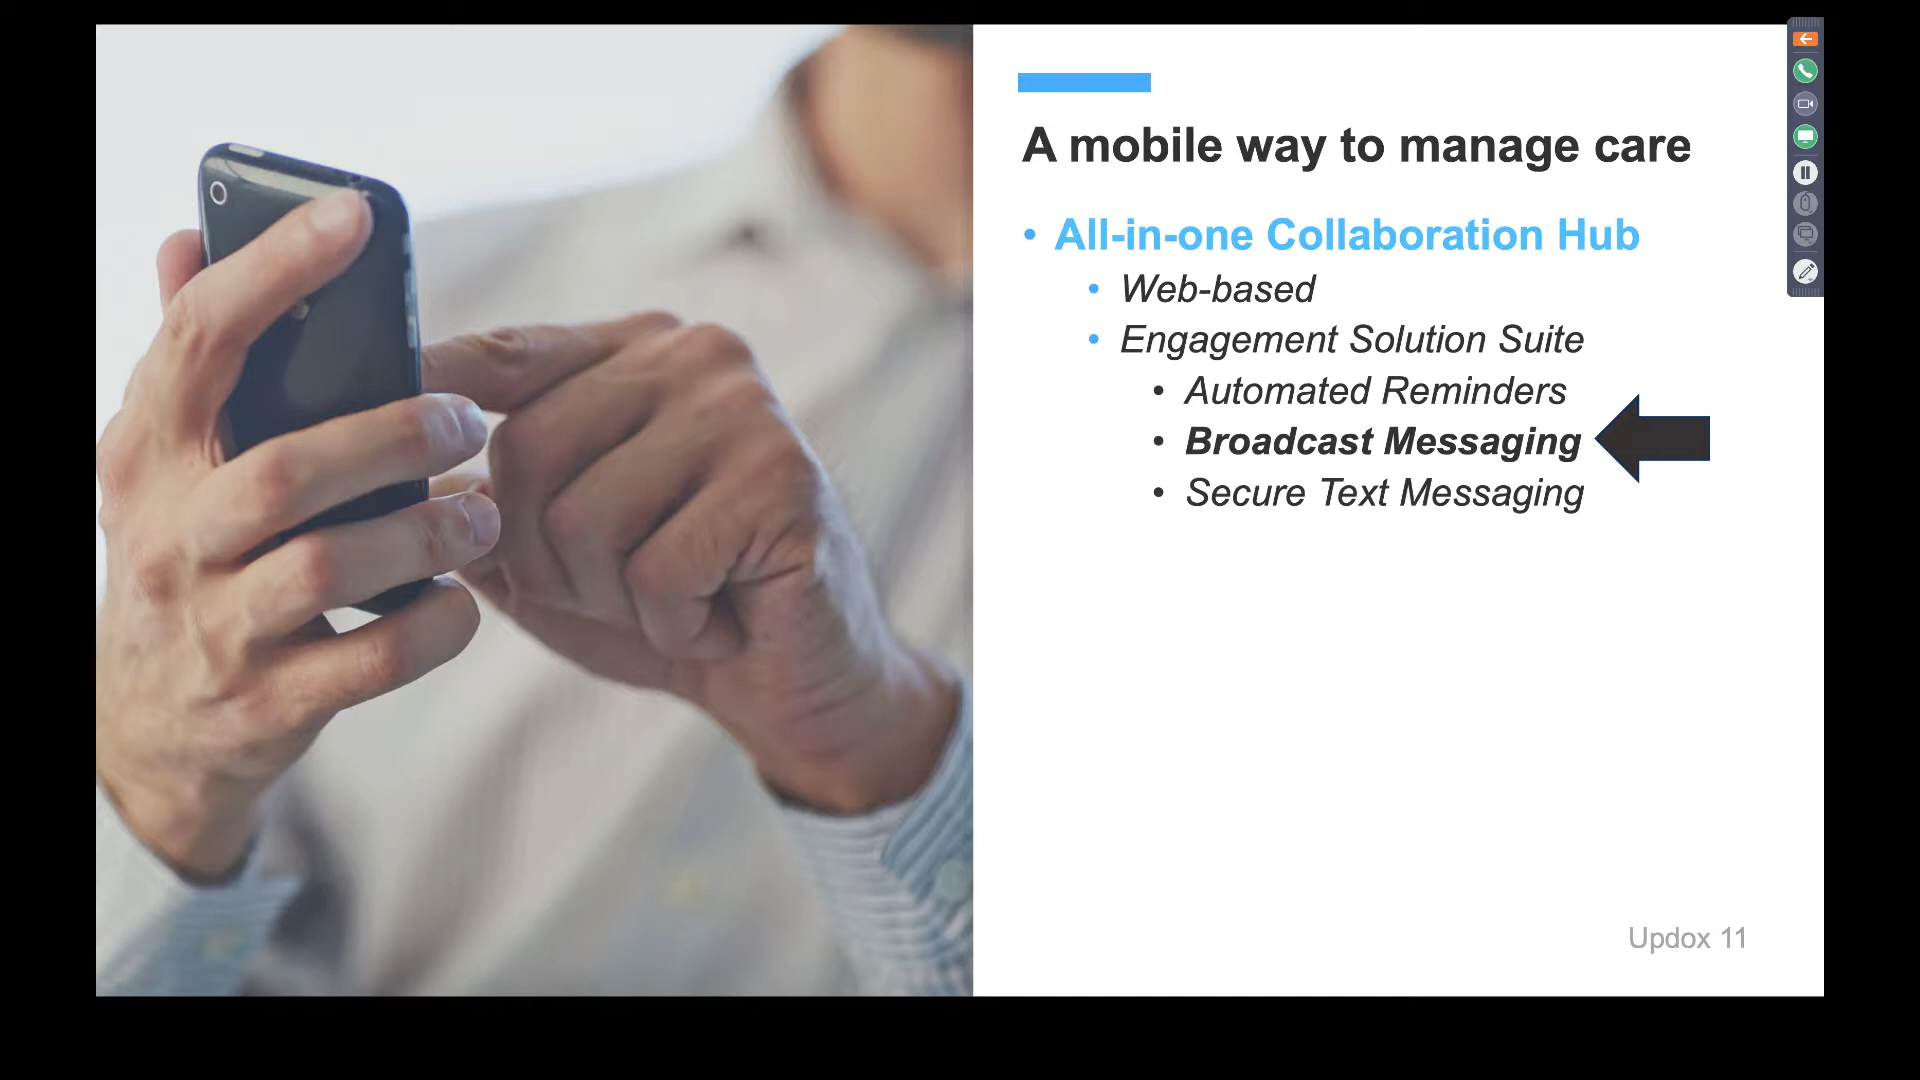 A mobile way to manage care
• All-in-one Collaboration Hub
• Web-based
• Engagement Solution Suite
• Automated Reminders
• Broadcast Messaging
• Secure Text Messaging
Updox 11